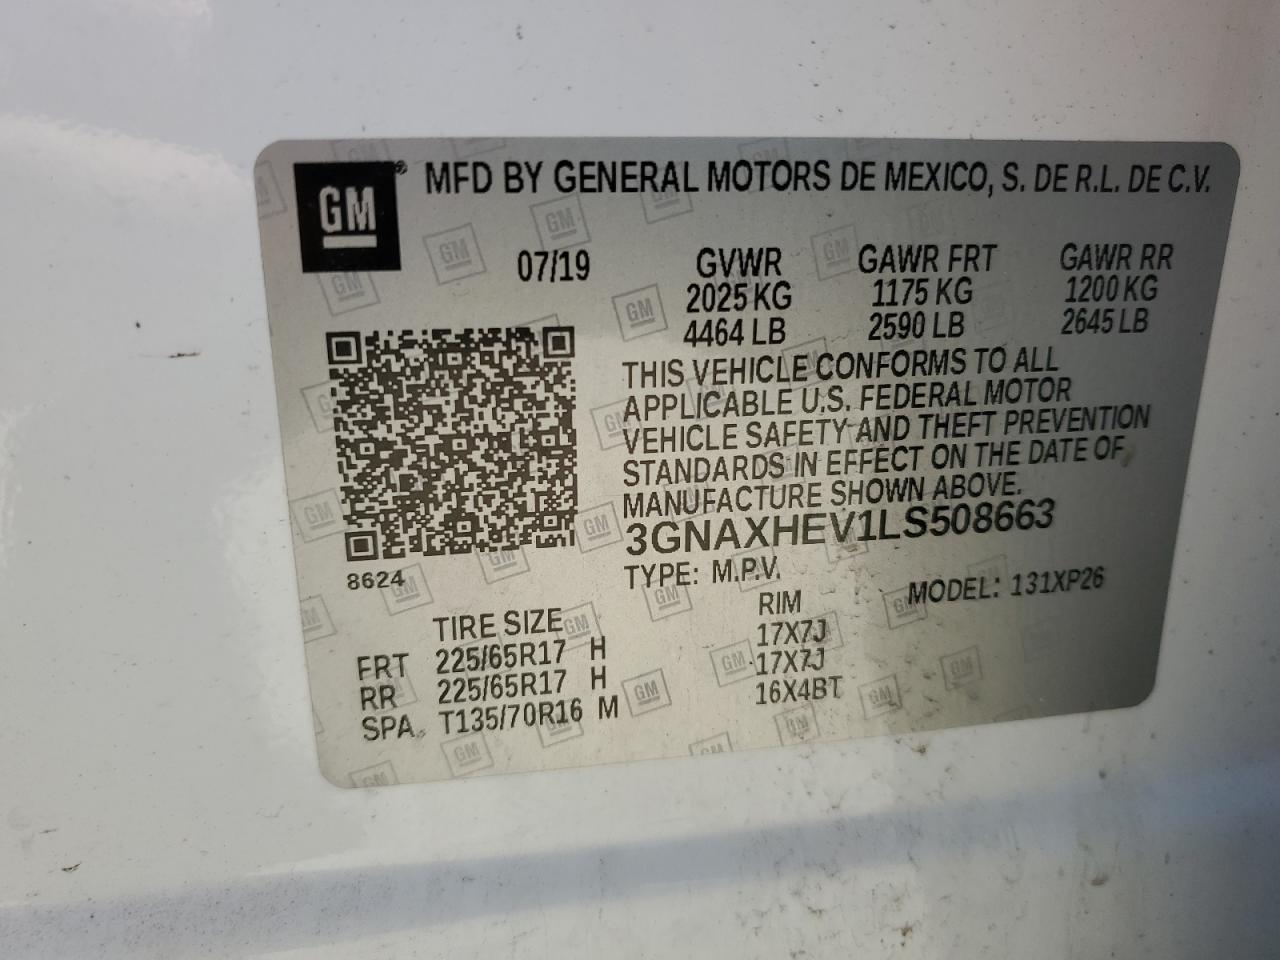 GM® MFD BY GENERAL MOTORS DE MEXICO, S. DE R.L. DE C.V.
07/19 GVWR GAWR FRT GAWR RR
2025 KG 1175 KG 1200 KG
4464 LB 2590 LB 2645 LB
THIS VEHICLE CONFORMS TO ALL
APPLICABLE U.S. FEDERAL MOTOR
VEHICLE SAFETY AND THEFT PREVENTION
STANDARDS IN EFFECT ON THE DATE OF
MANUFACTURE SHOWN ABOVE.
3GNAXHEV1LS508663
8624 TYPE: M.P.V. MODEL: 131XP26
TIRE SIZE RIM
FRT 225/65R17 H 17X7J
RR 225/65R17 H 17X7J
SPA T135/70R16 M 16X4BT